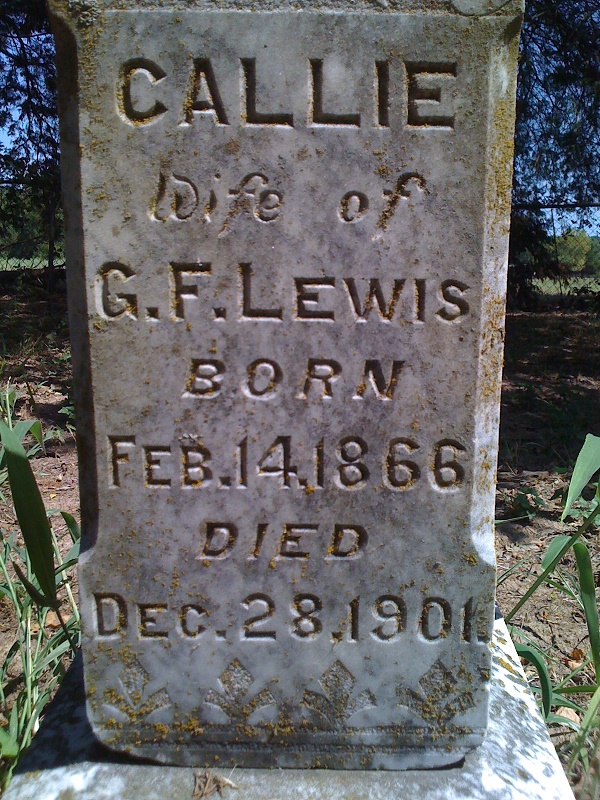 CALLIE
Wife of
G.F. LEWIS
BORN
FEB. 14. 1866
DIED
DEC. 28, 1901.